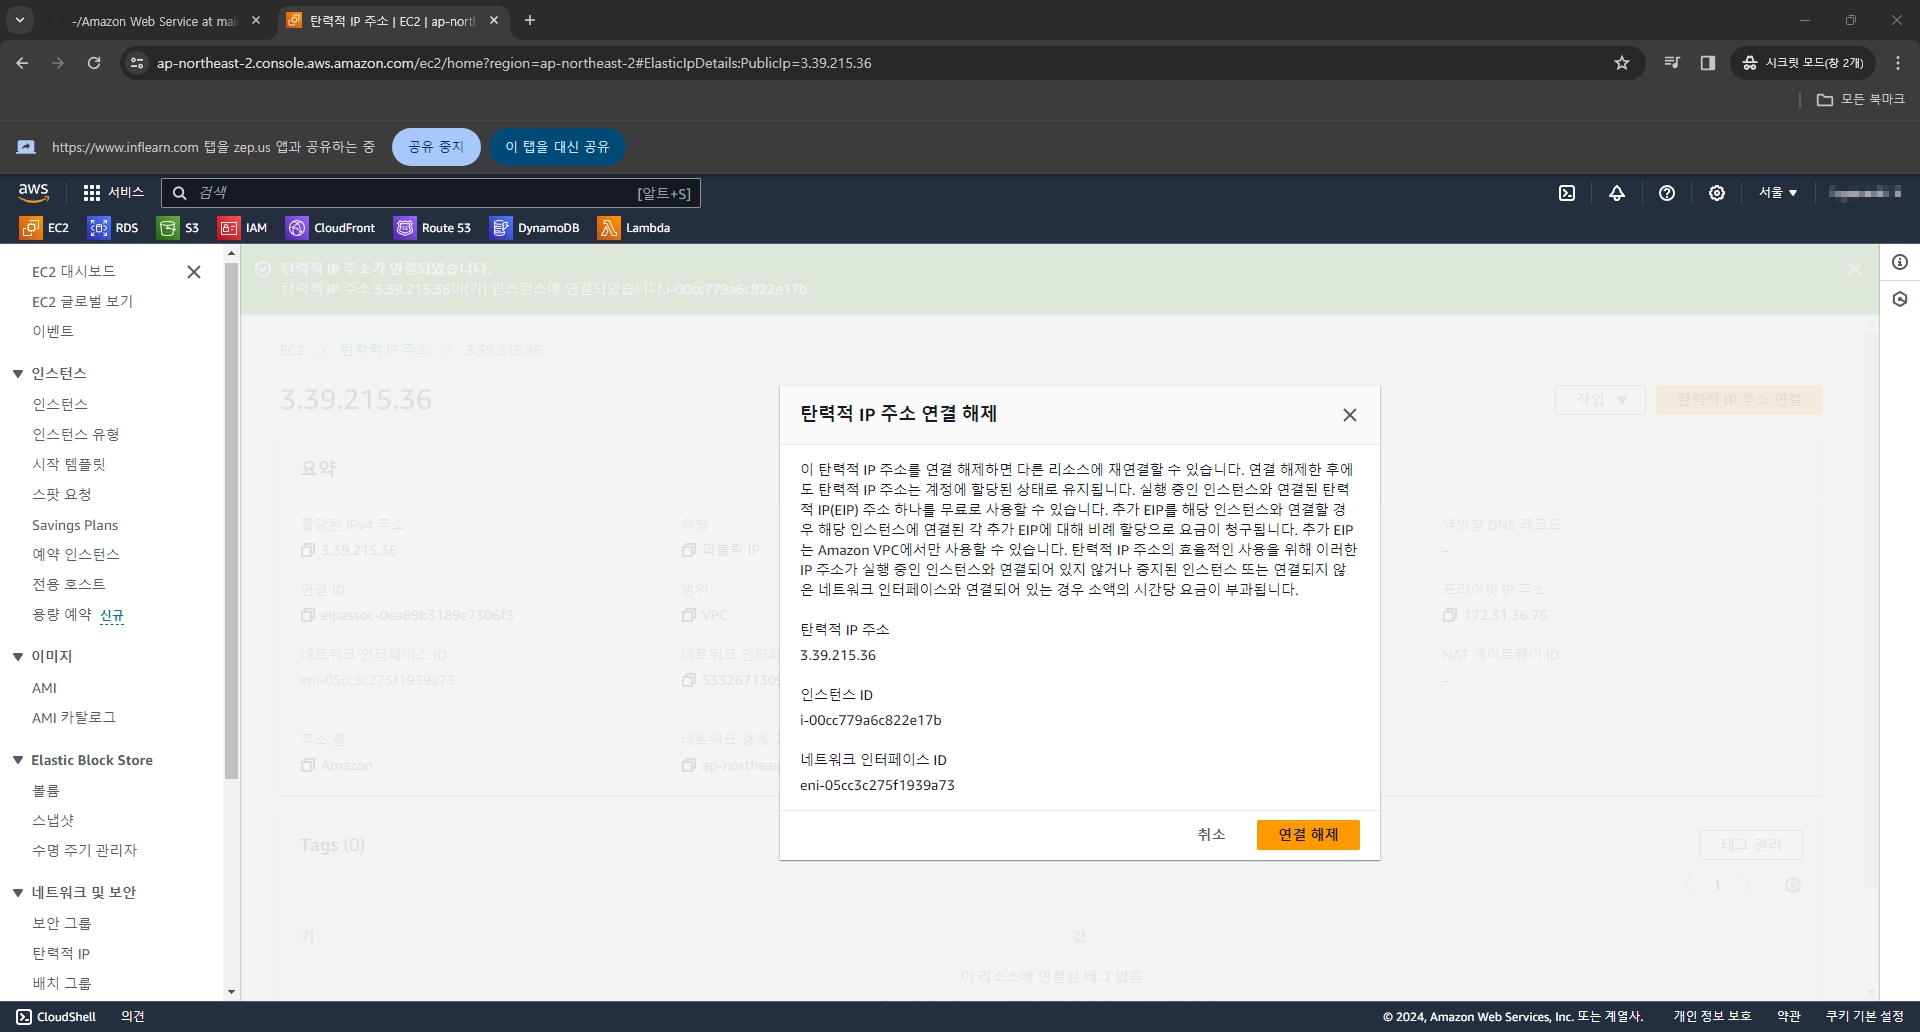 -/Amazon Web Service at mai
탄력적 IP 주소 | EC2 | ap-nort
ap-northeast-2.console.aws.amazon.com/ec2/home?region=ap-northeast-2#ElasticIpDetails:PublicIp=3.39.215.36
시크릿 모드(창 2개)
모든 북마크
https://www.inflearn.com 탭을 zep.us 앱과 공유하는 중
공유 중지
이 탭을 대신 공유
aws
서비스
검색
[알트+S]
서울
EC2
RDS
S3
IAM
CloudFront
Route 53
DynamoDB
Lambda
EC2 대시보드
EC2 글로벌 보기
이벤트
인스턴스
인스턴스
인스턴스 유형
시작 템플릿
스팟 요청
Savings Plans
예약 인스턴스
전용 호스트
용량 예약 신규
이미지
AMI
AMI 카탈로그
Elastic Block Store
볼륨
스냅샷
수명 주기 관리자
네트워크 및 보안
보안 그룹
탄력적 IP
배치 그룹
탄력적 IP 주소가 연결되었습니다.
탄력적 IP 주소 3.39.215.36이(가) 인스턴스에 연결되었습니다.i-00cc779a6c822e17b
EC2
탄력적 IP 주소
3.39.215.36
3.39.215.36
작업
탄력적 IP 주소 연결
요약
할당된 IPv4 주소
3.39.215.36
유형
퍼블릭 IP
역방향 DNS 레코드
–
연결 ID
eipassoc-0ea89b3189e7306f3
범위
VPC
프라이빗 IP 주소
172.31.36.76
네트워크 인터페이스 ID
eni-05cc3c275f1939a73
네트워크 인터페
5332671309
NAT 게이트웨이 ID
–
주소 풀
Amazon
네트워크 경계 그
ap-northeas
Tags (0)
태그 관리
1
키
값
이 리소스에 연결된 태그 없음
탄력적 IP 주소 연결 해제
이 탄력적 IP 주소를 연결 해제하면 다른 리소스에 재연결할 수 있습니다. 연결 해제한 후에
도 탄력적 IP 주소는 계정에 할당된 상태로 유지됩니다. 실행 중인 인스턴스와 연결된 탄력
적 IP(EIP) 주소 하나를 무료로 사용할 수 있습니다. 추가 EIP를 해당 인스턴스와 연결할 경
우 해당 인스턴스에 연결된 각 추가 EIP에 대해 비례 할당으로 요금이 청구됩니다. 추가 EIP
는 Amazon VPC에서만 사용할 수 있습니다. 탄력적 IP 주소의 효율적인 사용을 위해 이러한
IP 주소가 실행 중인 인스턴스와 연결되어 있지 않거나 중지된 인스턴스 또는 연결되지 않
은 네트워크 인터페이스와 연결되어 있는 경우 소액의 시간당 요금이 부과됩니다.
탄력적 IP 주소
3.39.215.36
인스턴스 ID
i-00cc779a6c822e17b
네트워크 인터페이스 ID
eni-05cc3c275f1939a73
취소
연결 해제
CloudShell
의견
© 2024, Amazon Web Services, Inc. 또는 계열사.
개인 정보 보호
약관
쿠키 기본 설정